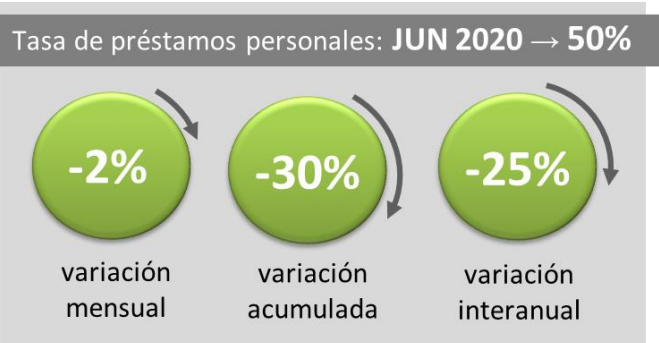 Tasa de préstamos personales: JUN 2020 → 50%
-2%
-30%
-25%
variación
mensual
variación
acumulada
variación
interanual